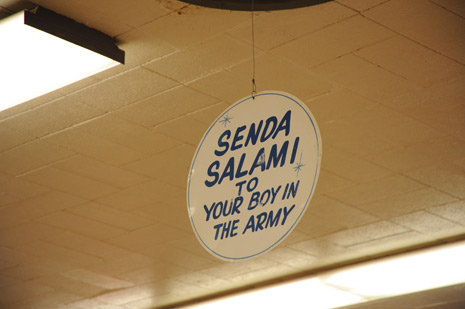 SENDA
SALAMI
TO
YOUR BOY IN
THE ARMY